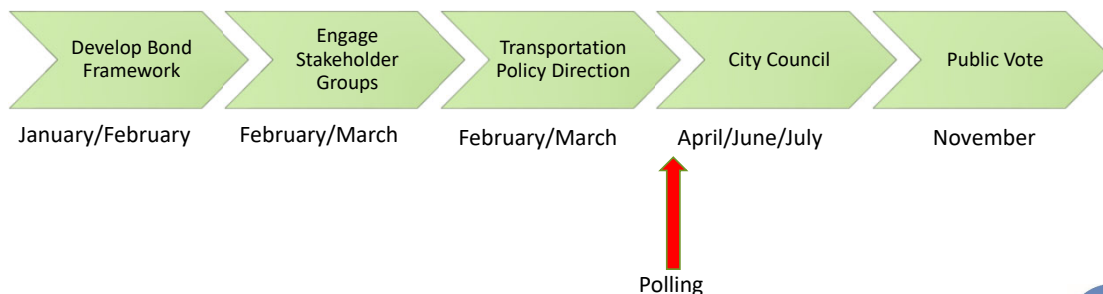 Develop Bond
Framework
Engage
Stakeholder
Groups
Transportation
Policy Direction
City Council
Public Vote
January/February
February/March
February/March
April/June/July
November
Polling